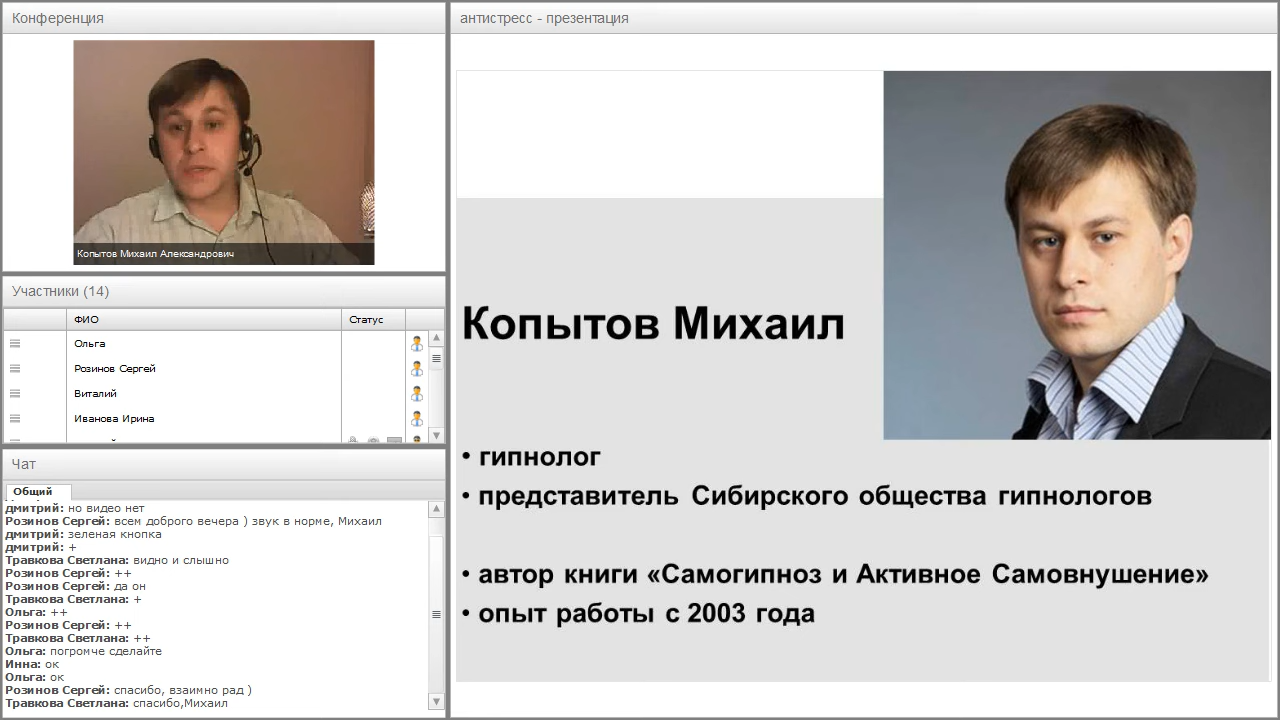 Конференция
Копытов Михаил Александрович
Участники (14)
ФИО
Статус
Ольга
Розинов Сергей
Виталий
Иванова Ирина
Чат
Общий
дмитрий: но видео нет
Розинов Сергей: всем доброго вечера ) звук в норме, Михаил
дмитрий: зеленая кнопка
дмитрий: +
Травкова Светлана: видно и слышно
Розинов Сергей: ++
Розинов Сергей: да он
Травкова Светлана: +
Ольга: ++
Розинов Сергей: ++
Травкова Светлана: ++
Ольга: погромче сделайте
Инна: ок
Ольга: ок
Розинов Сергей: спасибо, взаимно рад )
Травкова Светлана: спасибо,Михаил
антистресс - презентация
Копытов Михаил
• гипнолог
• представитель Сибирского общества гипнологов
• автор книги «Самогипноз и Активное Самовнушение»
• опыт работы с 2003 года